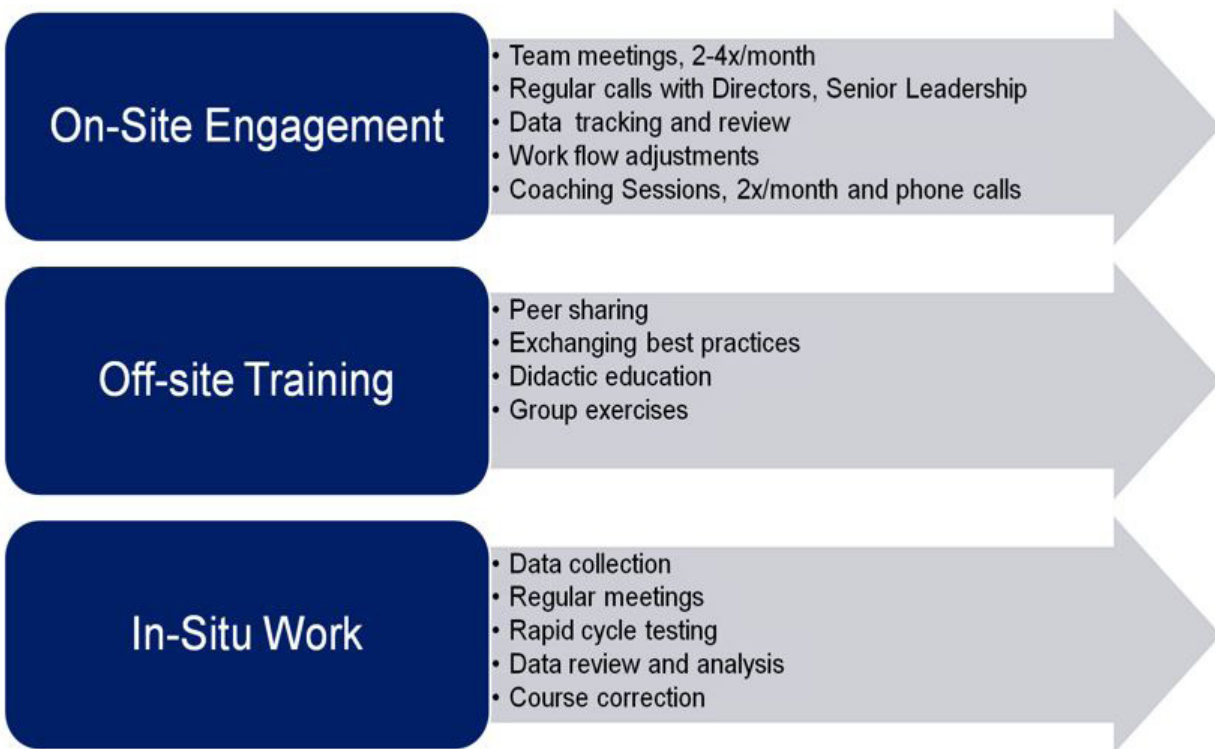 On-Site Engagement
• Team meetings, 2-4x/month
• Regular calls with Directors, Senior Leadership
• Data tracking and review
• Work flow adjustments
• Coaching Sessions, 2x/month and phone calls
Off-site Training
• Peer sharing
• Exchanging best practices
• Didactic education
• Group exercises
In-Situ Work
• Data collection
• Regular meetings
• Rapid cycle testing
• Data review and analysis
• Course correction